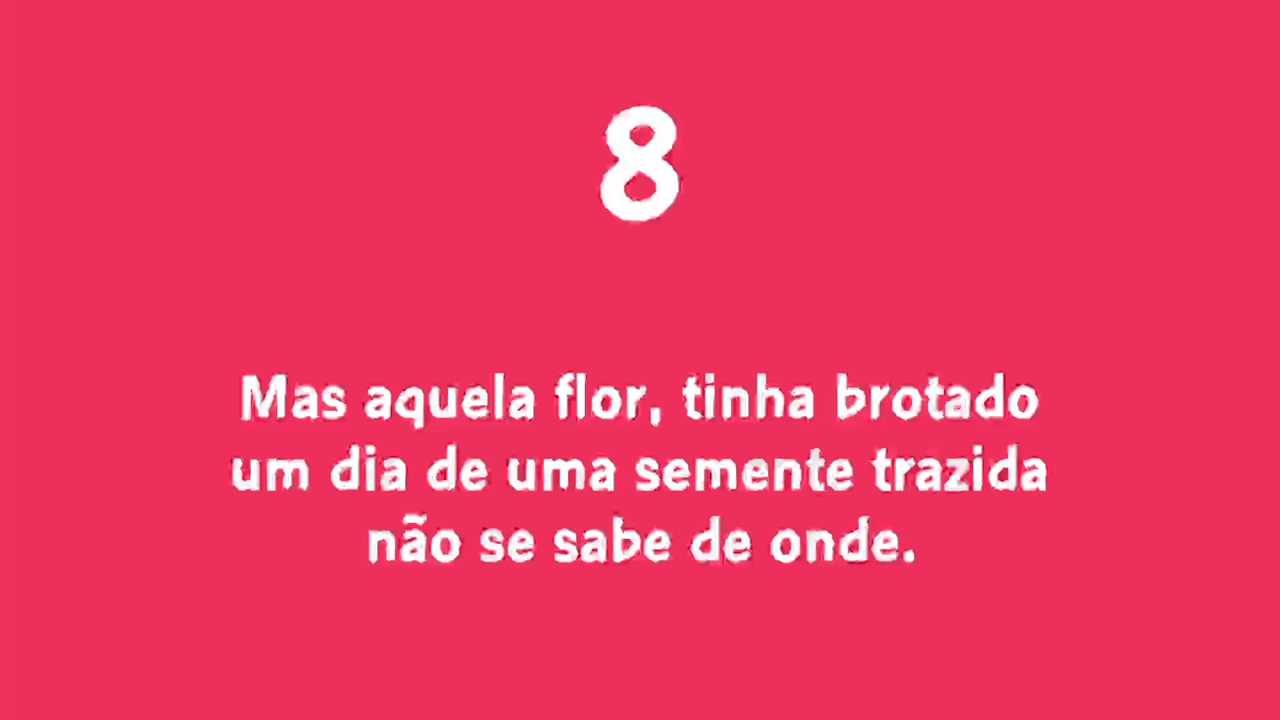 8
Mas aquela flor, tinha brotado
um dia de uma semente trazida
não se sabe de onde.